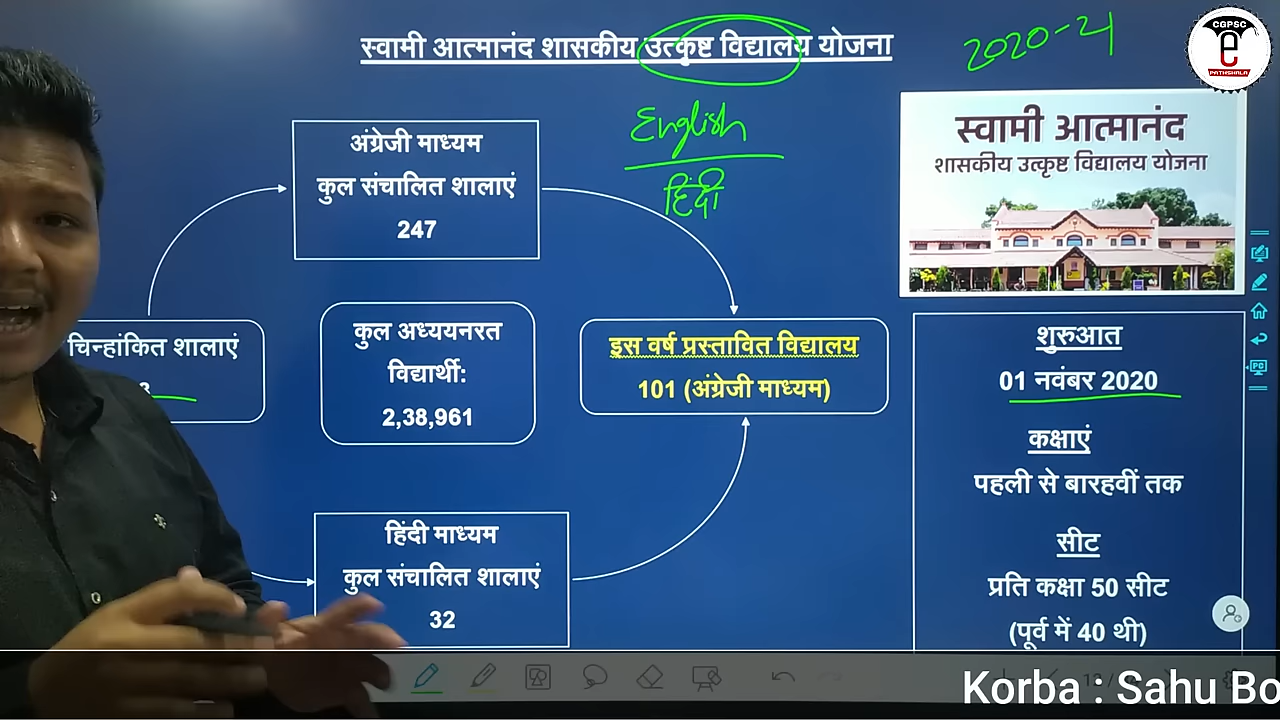 स्वामी आत्मानंद शासकीय उत्कृष्ट विद्यालय योजना
2020-21
CGPSC
e
PATHSHALA
English
हिंदी
अंग्रेजी माध्यम
कुल संचालित शालाएं
247
स्वामी आत्मानंद
शासकीय उत्कृष्ट विद्यालय योजना
चिन्हांकित शालाएं
कुल अध्ययनरत
विद्यार्थी:
2,38,961
इस वर्ष प्रस्तावित विद्यालय
101 (अंग्रेजी माध्यम)
हिंदी माध्यम
कुल संचालित शालाएं
32
शुरुआत
01 नवंबर 2020
कक्षाएं
पहली से बारहवीं तक
सीट
प्रति कक्षा 50 सीट
(पूर्व में 40 थी)
Korba : Sahu Bo